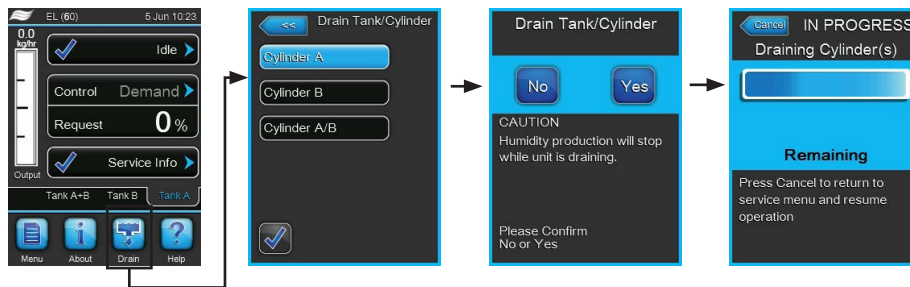 EL (60) 5 Jun 10:23
0.0
kg/hr
Idle
Control Demand
Request 0 %
Service Info
Output
Tank A+B Tank B Tank A
Menu About Drain Help
<< Drain Tank/Cylinder
Cylinder A
Cylinder B
Cylinder A/B
Drain Tank/Cylinder
No Yes
CAUTION
Humidity production will stop
while unit is draining.
Please Confirm
No or Yes
Cancel IN PROGRESS
Draining Cylinder(s)
Remaining
Press Cancel to return to
service menu and resume
operation